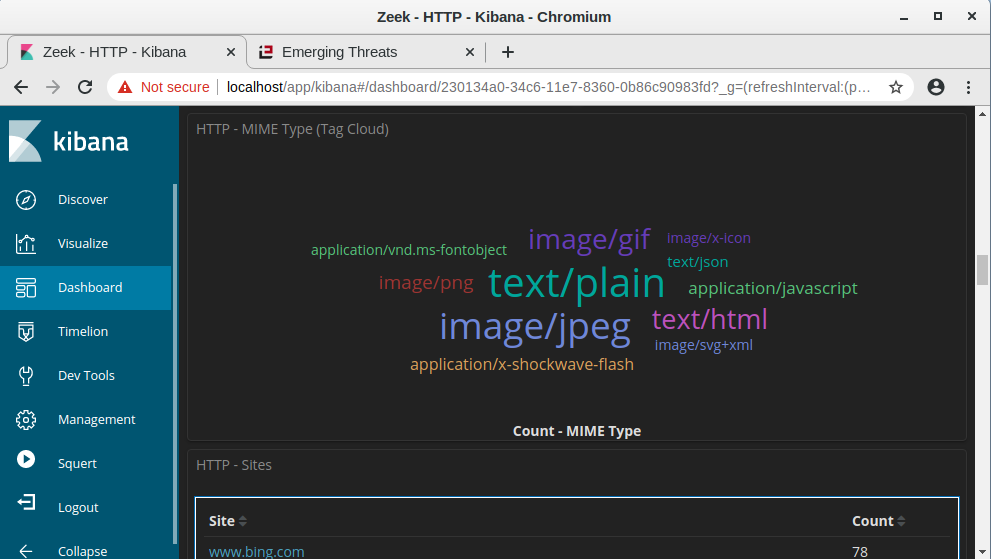 Zeek - HTTP - Kibana - Chromium
Zeek - HTTP - Kibana
Emerging Threats
Not secure
localhost/app/kibana#/dashboard/230134a0-34c6-11e7-8360-0b86c90983fd?_g=(refreshInterval:(p...
kibana
Discover
Visualize
Dashboard
Timelion
Dev Tools
Management
Squert
Logout
Collapse
HTTP - MIME Type (Tag Cloud)
image/gif
image/x-icon
application/vnd.ms-fontobject
text/json
image/png
text/plain
application/javascript
image/jpeg
text/html
image/svg+xml
application/x-shockwave-flash
Count - MIME Type
HTTP - Sites
Site Count
www.bing.com 78